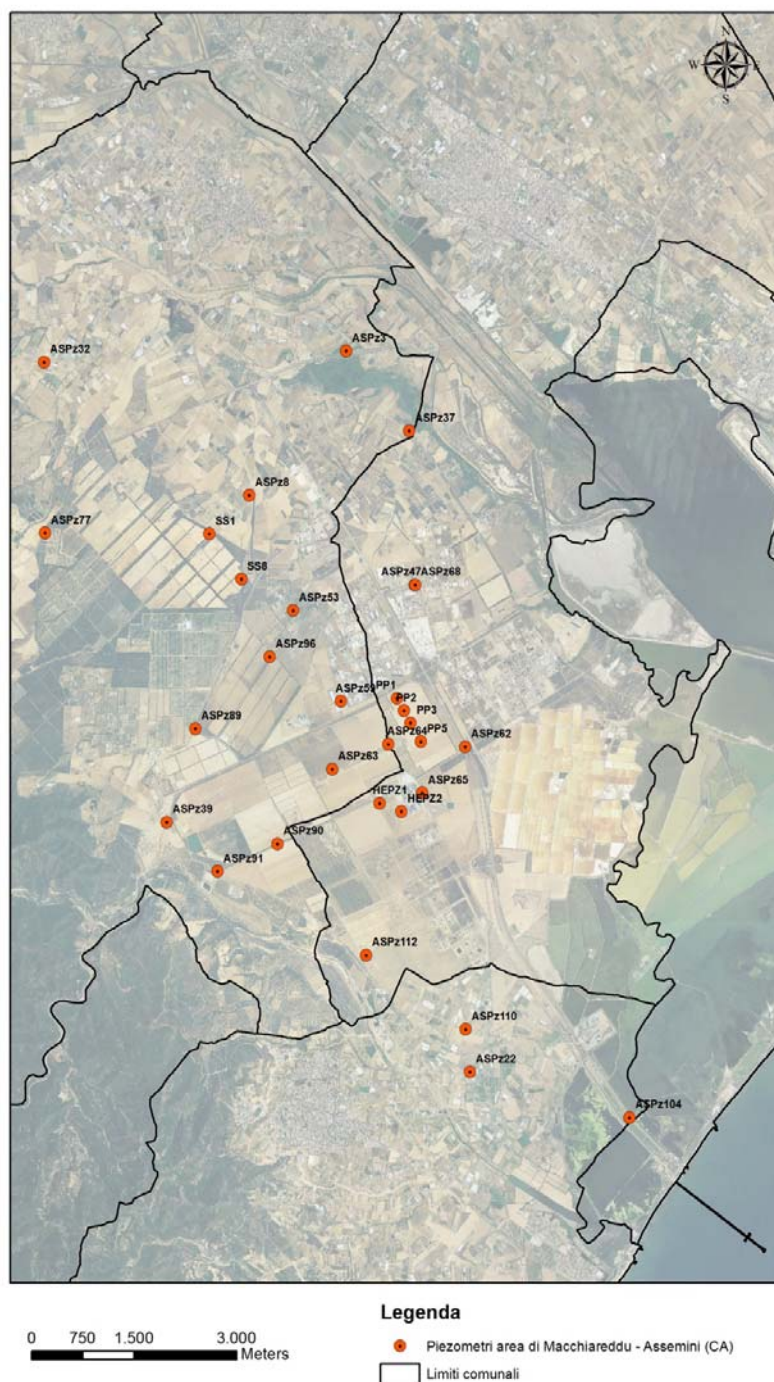 N
W E
S
ASPz3
ASPz32
ASPz37
ASPz8
ASPz77
SS1
SS8
ASPz47ASPz68
ASPz53
ASPz96
ASPz59
PP1
PP2
PP3
ASPz89
ASPz64
PP5
ASPz62
ASPz63
ASPz65
HEPZ1
HEPZ2
ASPz39
ASPz90
ASPz91
ASPz112
ASPz110
ASPz22
ASPz104
Legenda
0 750 1.500 3.000
Meters
Piezometri area di Macchiareddu - Assemini (CA)
Limiti comunali